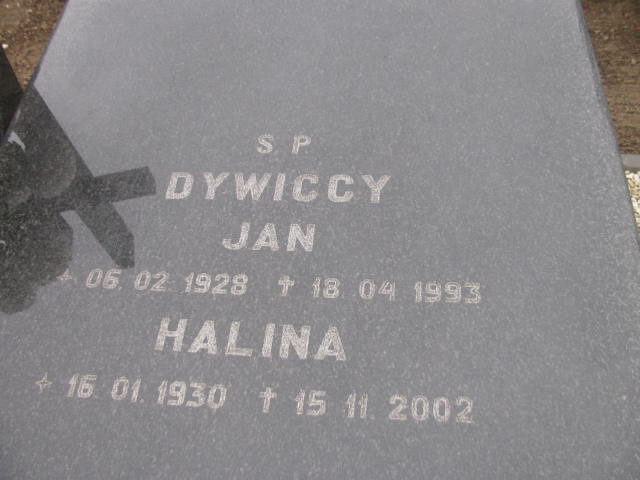 S.P.
DYWICCY
JAN
+ 06.02.1928 † 18.04.1993
HALINA
+ 16.01.1930 † 15.11.2002